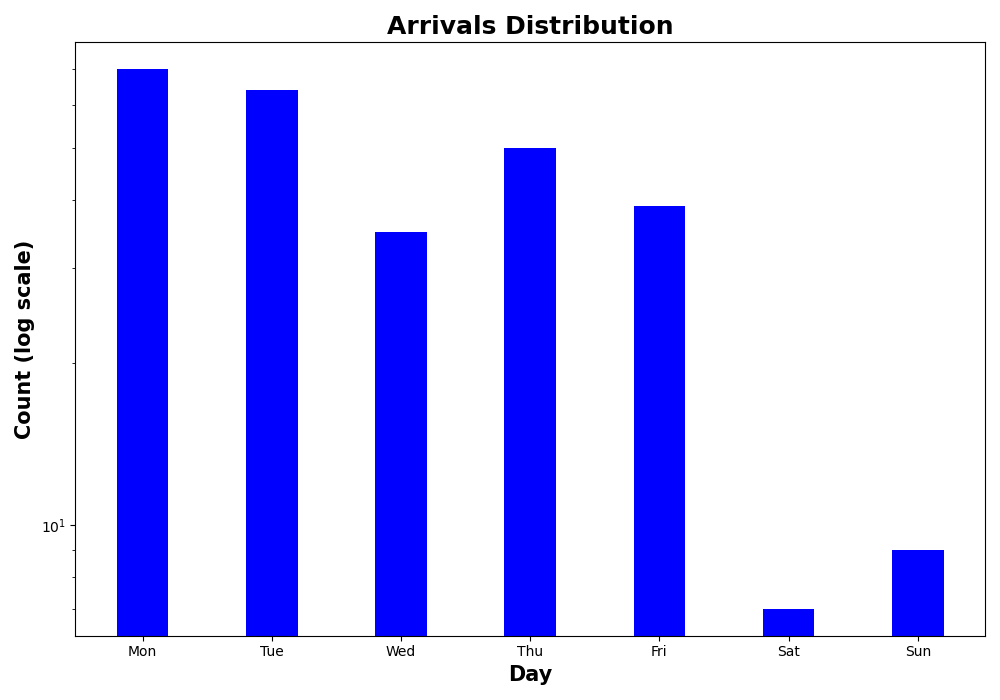 Arrivals Distribution
Count (log scale)
10¹
Mon Tue Wed Thu Fri Sat Sun
Day